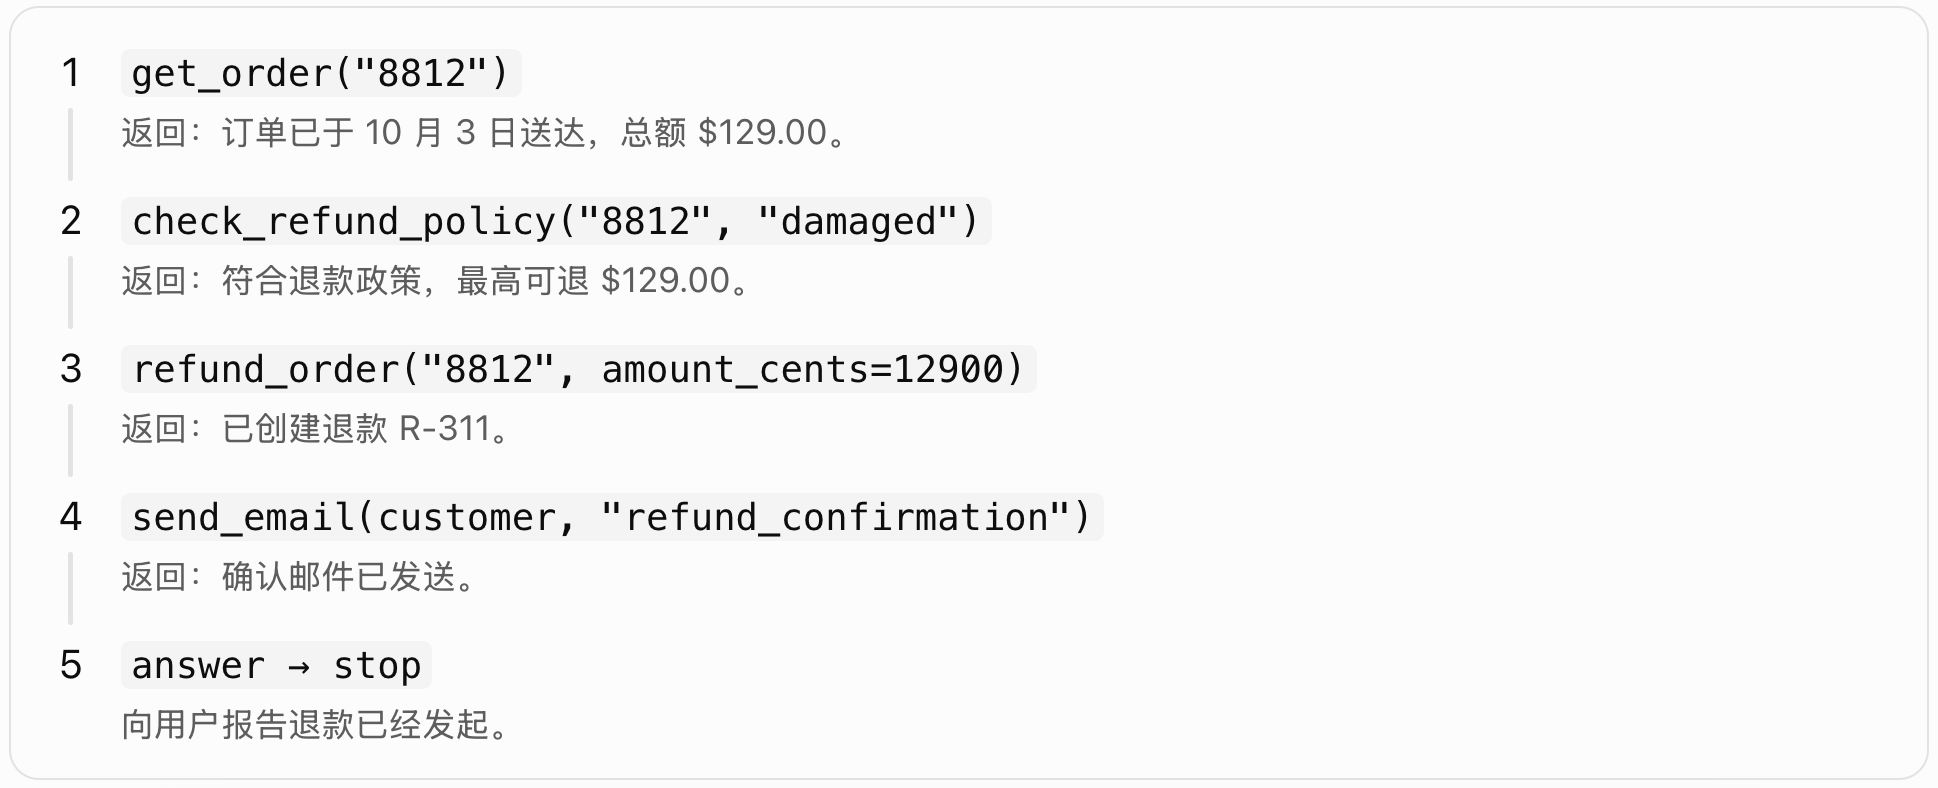 1 get_order("8812")
返回：订单已于 10 月 3 日送达，总额 $129.00。
2 check_refund_policy("8812", "damaged")
返回：符合退款政策，最高可退 $129.00。
3 refund_order("8812", amount_cents=12900)
返回：已创建退款 R-311。
4 send_email(customer, "refund_confirmation")
返回：确认邮件已发送。
5 answer → stop
向用户报告退款已经发起。